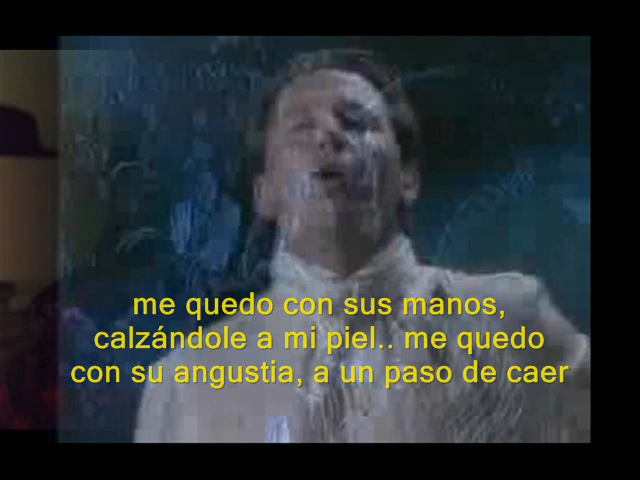 me quedo con sus manos,
calzándole a mi piel.. me quedo
con su angustia, a un paso de caer